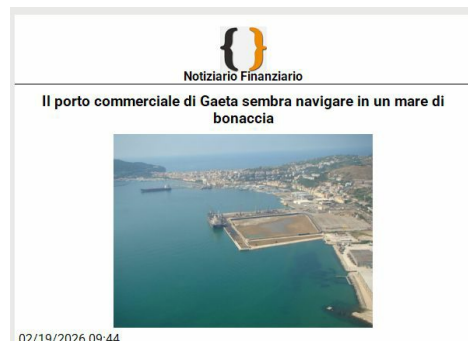 { }
Notiziario Finanziario
Il porto commerciale di Gaeta sembra navigare in un mare di
bonaccia
02/19/2026 09:44